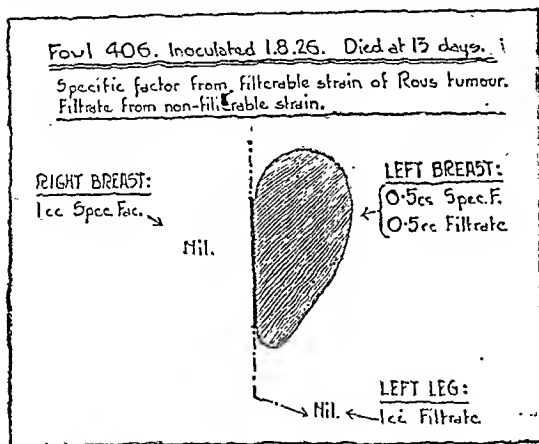 Fowl 406. Inoculated 1.8.26. Died at 13 days.
Specific factor from filterable strain of Rous tumour.
Filtrate from non-filterable strain.
RIGHT BREAST:
1cc Spec. Fac.
Nil.
LEFT BREAST:
0.5cc Spec. F.
0.5cc Filtrate
LEFT LEG:
Nil. 1cc Filtrate